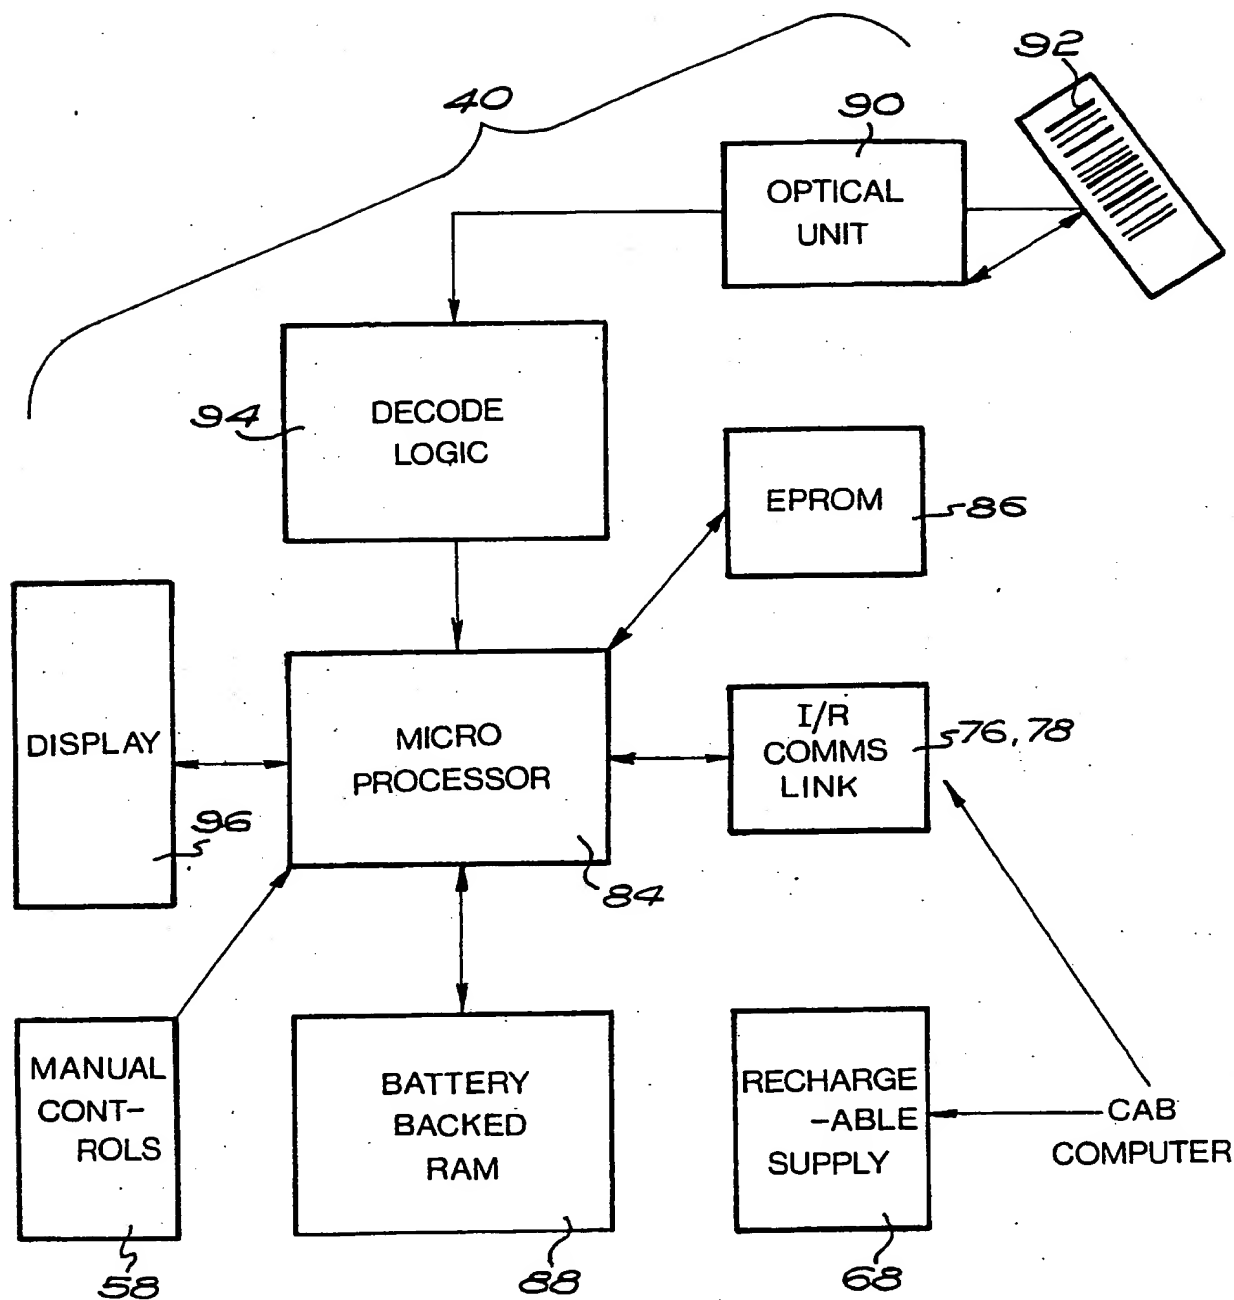 92
40
90
OPTICAL
UNIT
94
DECODE
LOGIC
EPROM
86
DISPLAY
96
MICRO
PROCESSOR
84
I/R
COMMS
LINK
76, 78
MANUAL
CONT-
ROLS
58
BATTERY
BACKED
RAM
88
RECHARGE
-ABLE
SUPPLY
68
CAB
COMPUTER